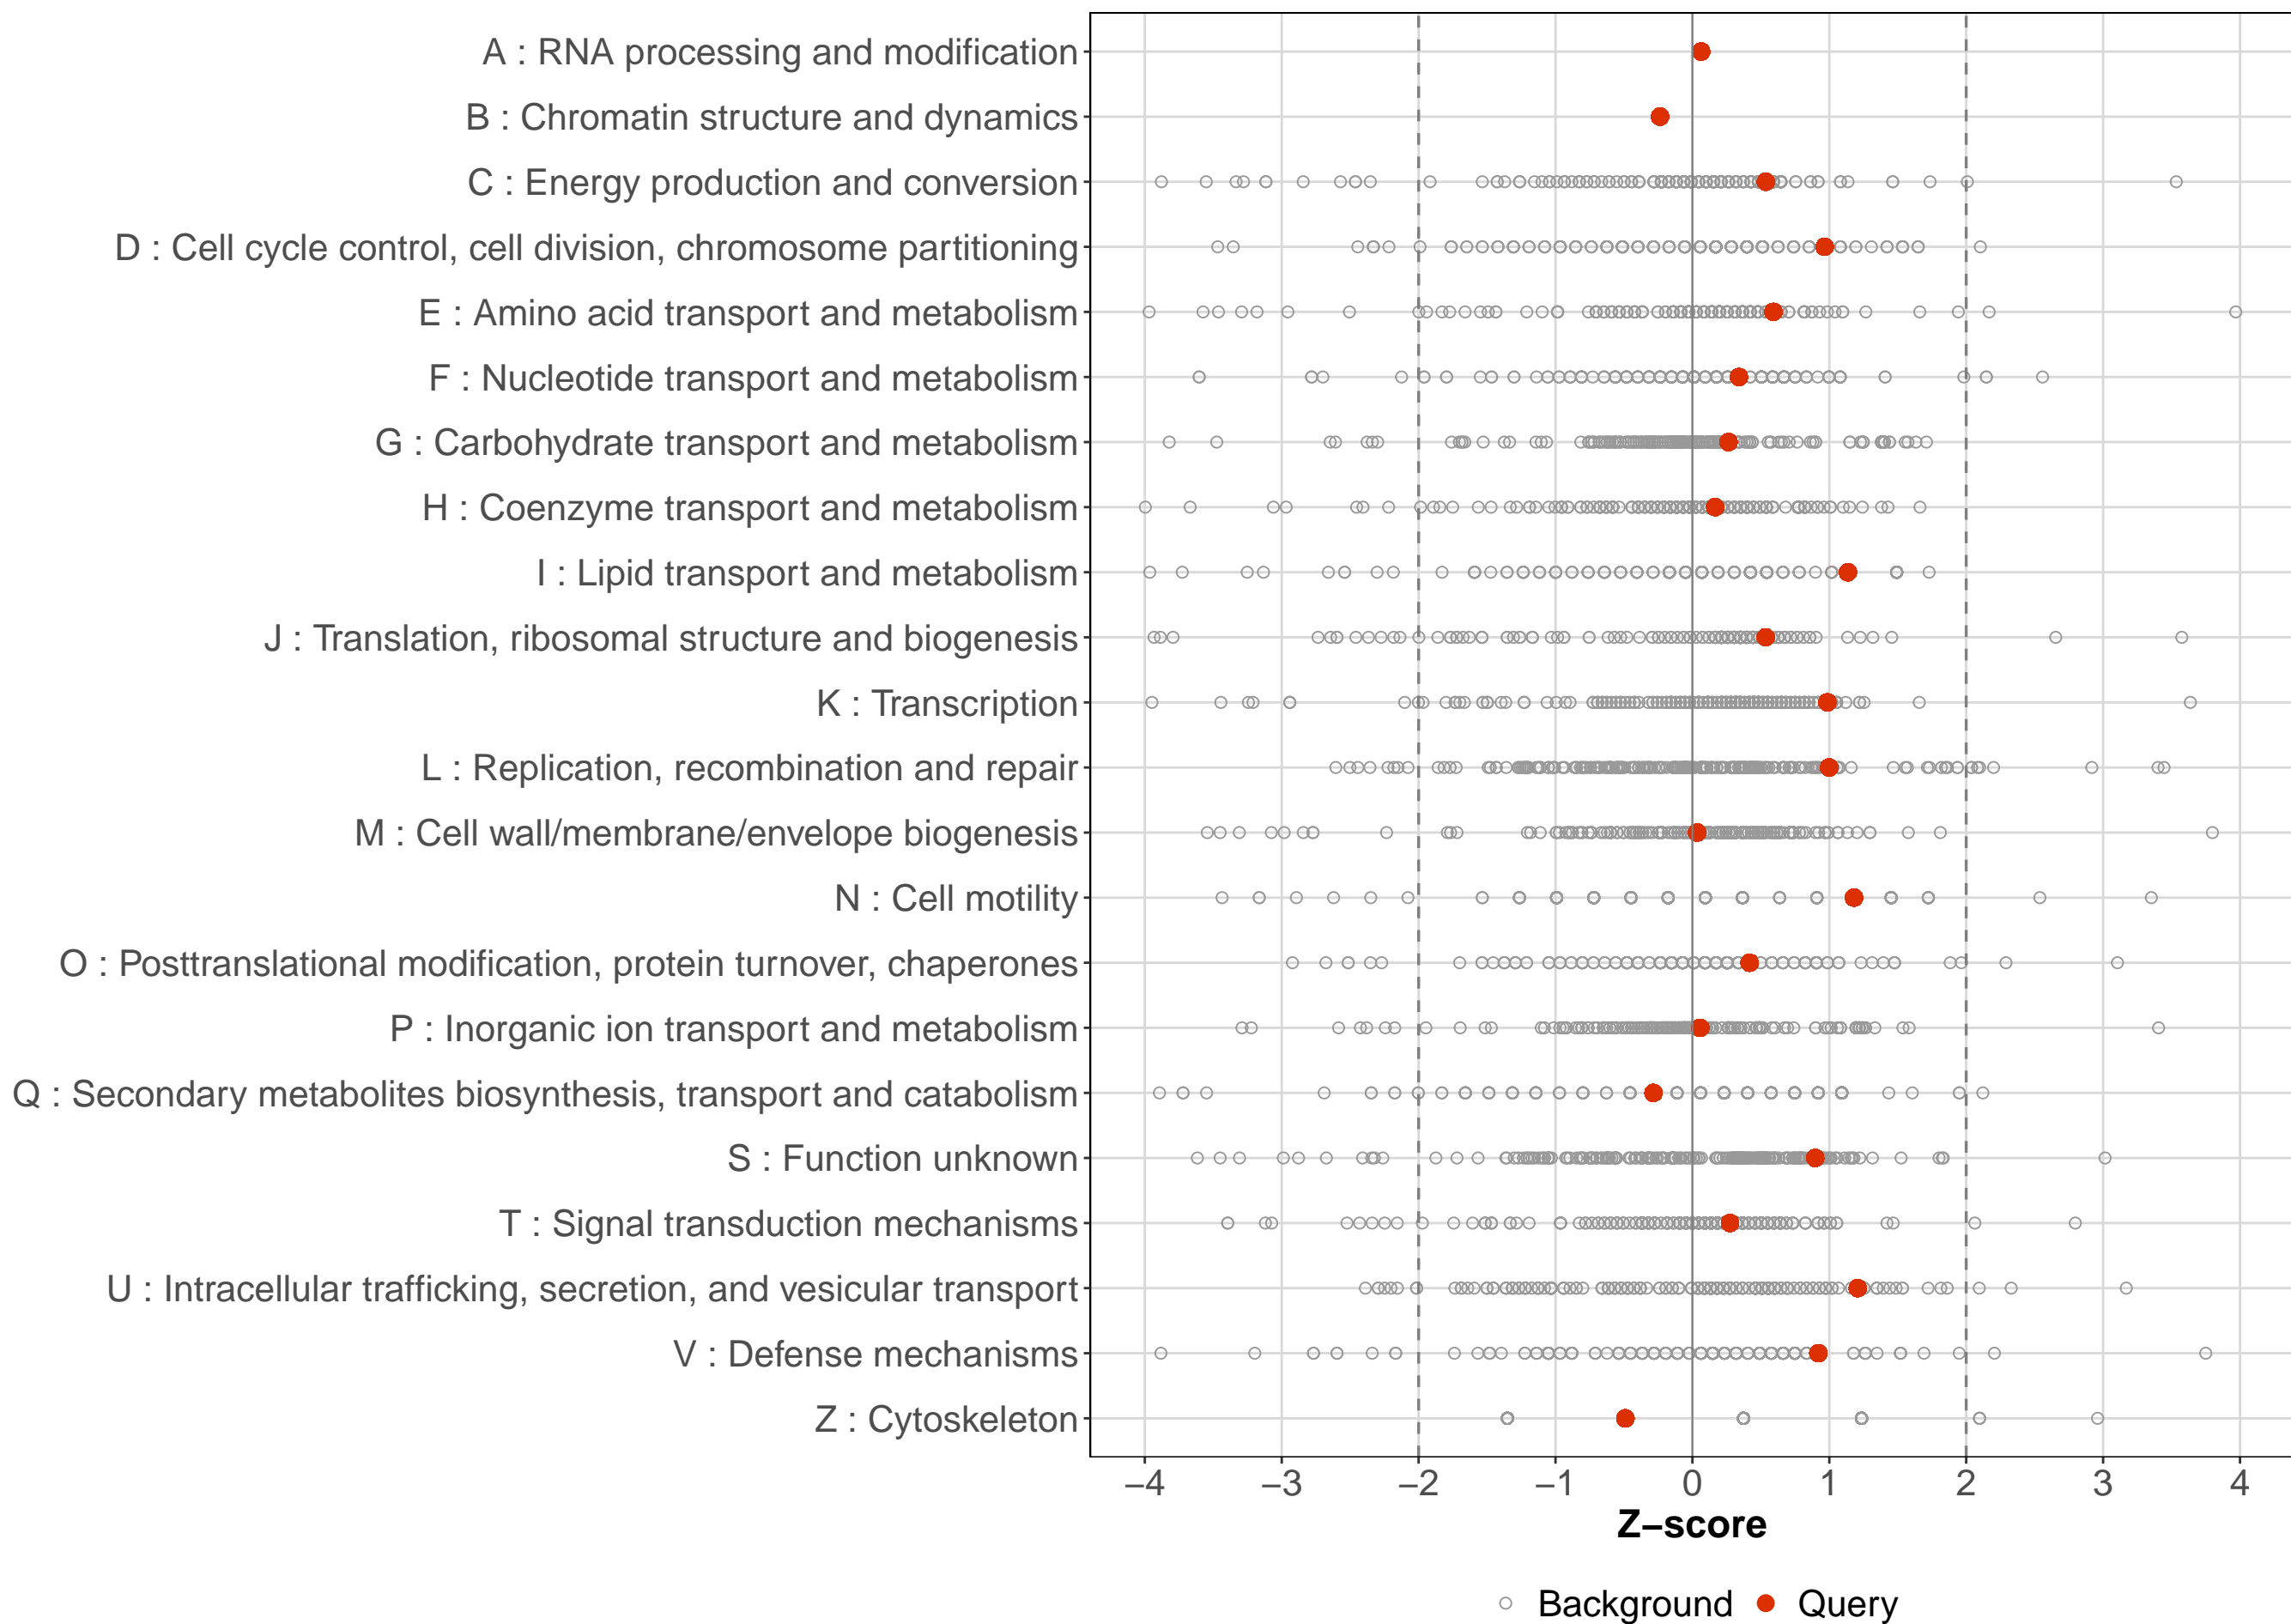 A : RNA processing and modification
B : Chromatin structure and dynamics
C : Energy production and conversion
D : Cell cycle control, cell division, chromosome partitioning
E : Amino acid transport and metabolism
F : Nucleotide transport and metabolism
G : Carbohydrate transport and metabolism
H : Coenzyme transport and metabolism
I : Lipid transport and metabolism
J : Translation, ribosomal structure and biogenesis
K : Transcription
L : Replication, recombination and repair
M : Cell wall/membrane/envelope biogenesis
N : Cell motility
O : Posttranslational modification, protein turnover, chaperones
P : Inorganic ion transport and metabolism
Q : Secondary metabolites biosynthesis, transport and catabolism
S : Function unknown
T : Signal transduction mechanisms
U : Intracellular trafficking, secretion, and vesicular transport
V : Defense mechanisms
Z : Cytoskeleton
−4 −3 −2 −1 0 1 2 3 4
Z−score
Background Query